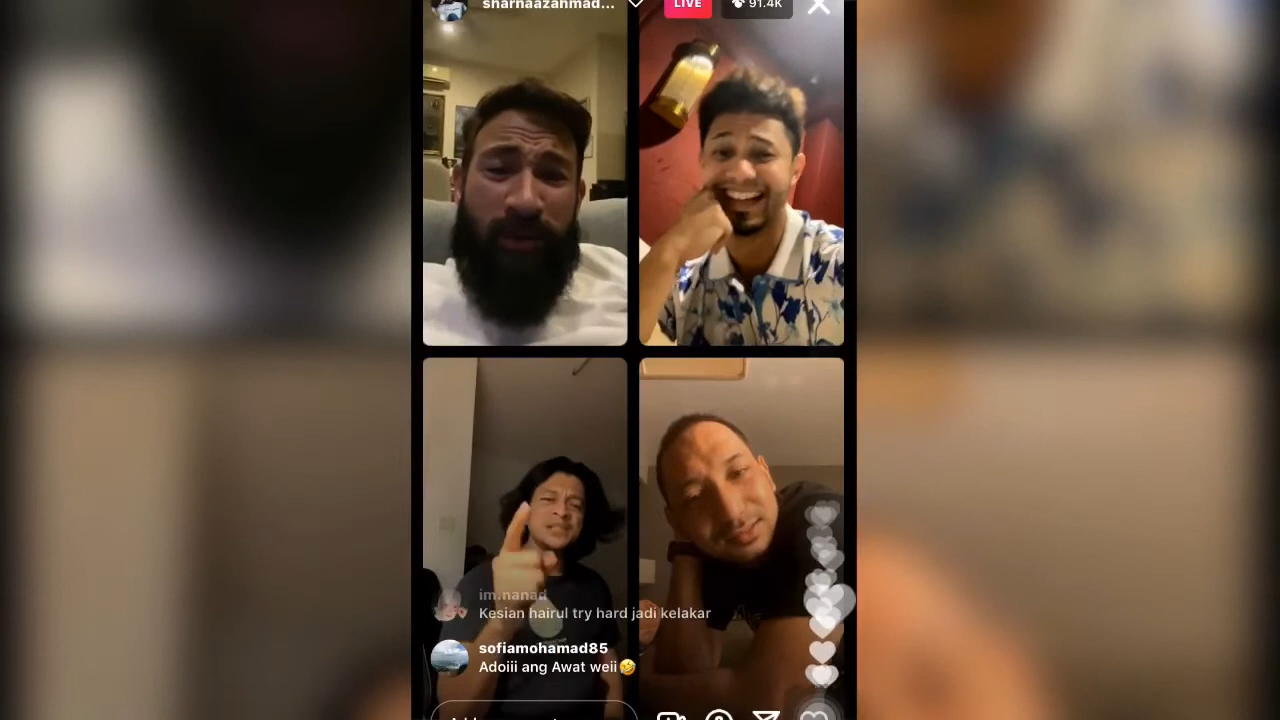 sharnaazahmad...
LIVE
91.4K
im.nanad
Kesian hairul try hard jadi kelakar
sofiamohamad85
Adoiii ang Awat weii🤣